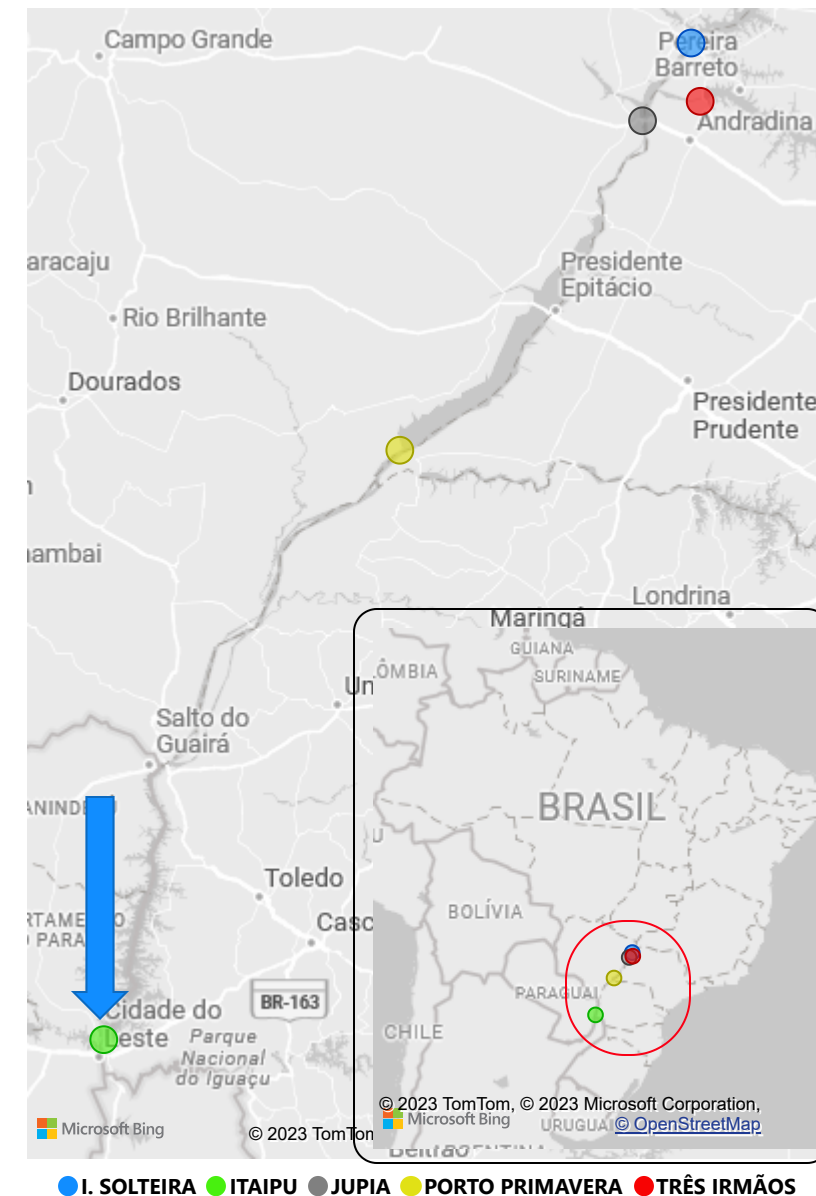 Campo Grande
Pereira
Barreto
Andradina
aracaju
Presidente
Epitácio
Rio Brilhante
Dourados
Presidente
Prudente
ambai
Londrina
Maringá
GUIANA
ÔMBIA
SURINAME
Salto do
Guairá
BRASIL
Toledo
Casc
BOLÍVIA
BR-163
PARAGUAI
Cidade do
Leste
Parque
Nacional
do Iguaçu
CHILE
© 2023 TomTom, © 2023 Microsoft Corporation,
Microsoft Bing
URUGUAI
© OpenStreetMap
Microsoft Bing
© 2023 TomTom
I. SOLTEIRA ITAIPU JUPIA PORTO PRIMAVERA TRÊS IRMÃOS